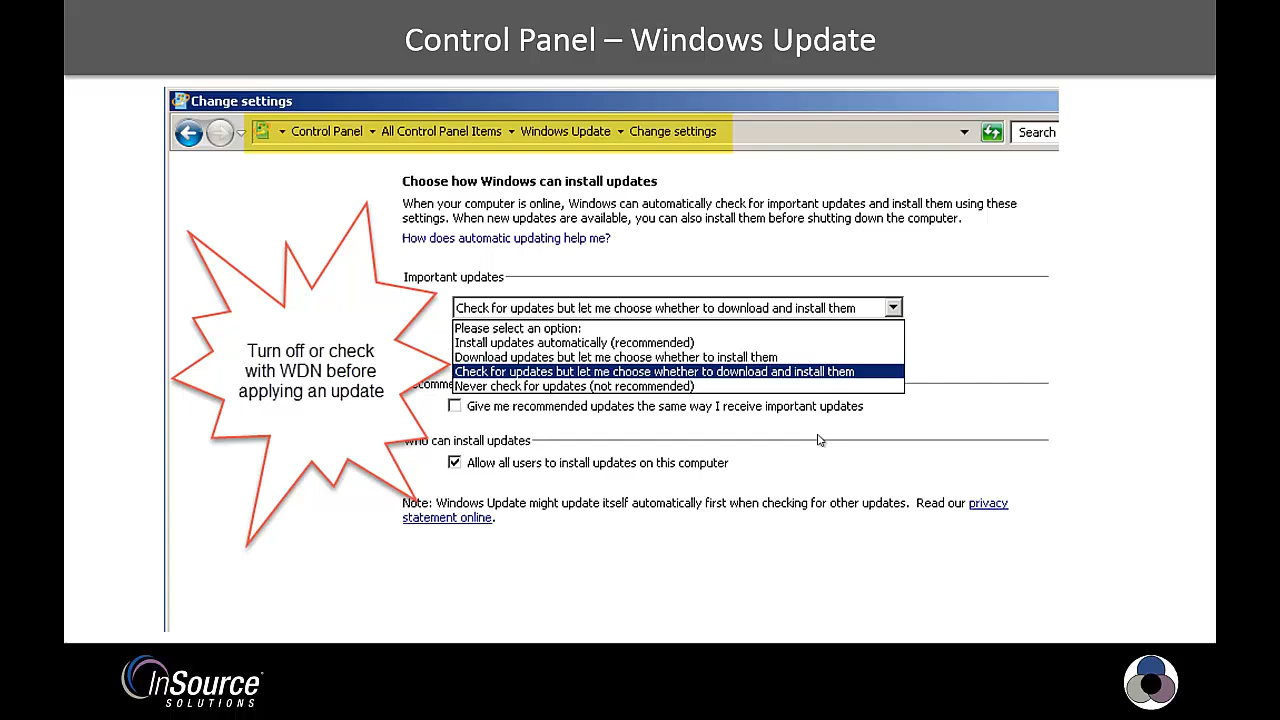 Control Panel – Windows Update
Change settings
Control Panel All Control Panel Items Windows Update Change settings
Search
Choose how Windows can install updates
When your computer is online, Windows can automatically check for important updates and install them using these
settings. When new updates are available, you can also install them before shutting down the computer.
How does automatic updating help me?
Important updates
Check for updates but let me choose whether to download and install them
Please select an option:
Install updates automatically (recommended)
Download updates but let me choose whether to install them
Check for updates but let me choose whether to download and install them
Never check for updates (not recommended)
Give me recommended updates the same way I receive important updates
Who can install updates
Allow all users to install updates on this computer
Note: Windows Update might update itself automatically first when checking for other updates. Read our privacy
statement online.
Turn off or check
with WDN before
applying an update
InSource
SOLUTIONS